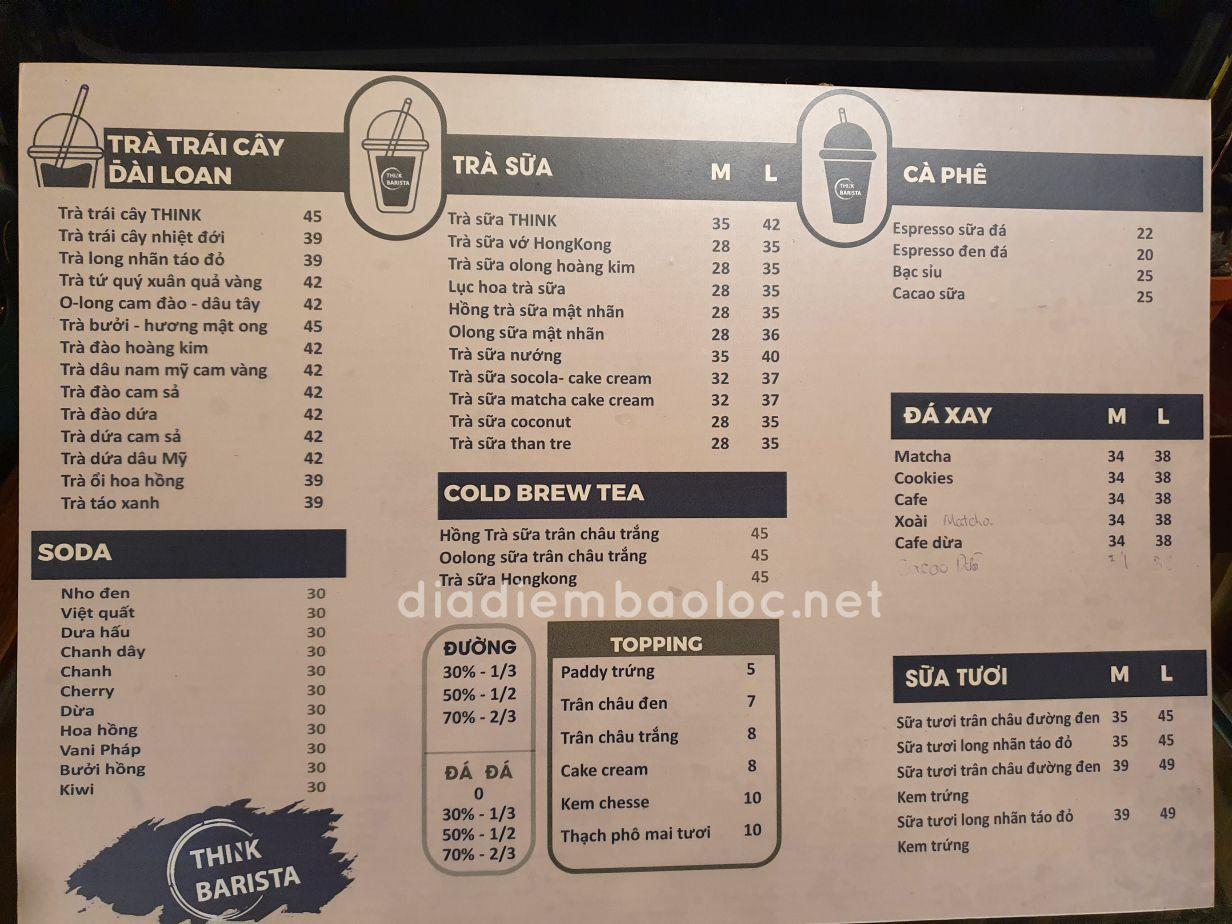 TRÀ TRÁI CÂY
ĐÀI LOAN
Trà trái cây THINK 45
Trà trái cây nhiệt đới 39
Trà long nhãn táo đỏ 39
Trà tứ quý xuân quả vàng 42
O-long cam đào - dâu tây 42
Trà bưởi - hương mật ong 45
Trà đào hoàng kim 42
Trà dâu nam mỹ cam vàng 42
Trà đào cam sả 42
Trà đào dứa 42
Trà dứa cam sả 42
Trà dứa dâu Mỹ 42
Trà ổi hoa hồng 39
Trà táo xanh 39
SODA
Nho đen 30
Việt quất 30
Dưa hấu 30
Chanh dây 30
Chanh 30
Cherry 30
Dừa 30
Hoa hồng 30
Vani Pháp 30
Bưởi hồng 30
Kiwi 30
THINK
BARISTA
THINK
BARISTA
TRÀ SỮA M L
Trà sữa THINK 35 42
Trà sữa vớ HongKong 28 35
Trà sữa olong hoàng kim 28 35
Lục hoa trà sữa 28 35
Hồng trà sữa mật nhãn 28 35
Olong sữa mật nhãn 28 36
Trà sữa nướng 35 40
Trà sữa socola- cake cream 32 37
Trà sữa matcha cake cream 32 37
Trà sữa coconut 28 35
Trà sữa than tre 28 35
COLD BREW TEA
Hồng Trà sữa trân châu trắng 45
Oolong sữa trân châu trắng 45
Trà sữa Hongkong 45
diadiembaoloc.net
ĐƯỜNG
30% - 1/3
50% - 1/2
70% - 2/3
ĐÁ ĐÁ
0
30% - 1/3
50% - 1/2
70% - 2/3
TOPPING
Paddy trứng 5
Trân châu đen 7
Trân châu trắng 8
Cake cream 8
Kem chesse 10
Thạch phô mai tươi 10
THINK
BARISTA
CÀ PHÊ
Espresso sữa đá 22
Espresso đen đá 20
Bạc sỉu 25
Cacao sữa 25
ĐÁ XAY M L
Matcha 34 38
Cookies 34 38
Cafe 34 38
Xoài Matcha 34 38
Cafe dừa 34 38
Cacao
SỮA TƯƠI M L
Sữa tươi trân châu đường đen 35 45
Sữa tươi long nhãn táo đỏ 35 45
Sữa tươi trân châu đường đen 39 49
Kem trứng
Sữa tươi long nhãn táo đỏ 39 49
Kem trứng